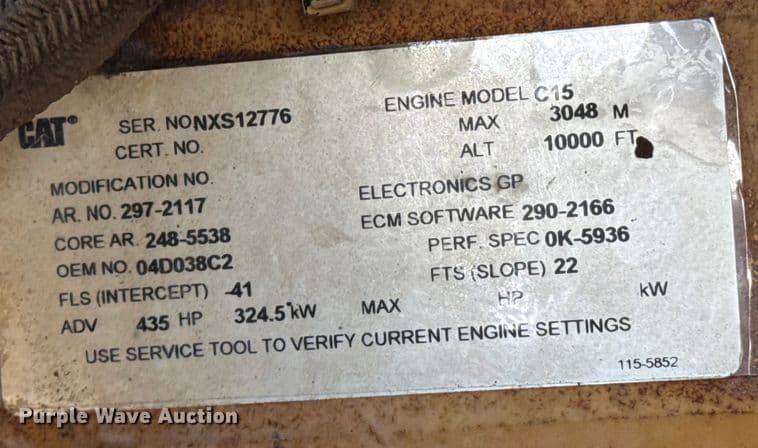 CAT®
SER. NO NXS12776
CERT. NO.
MODIFICATION NO.
AR. NO. 297-2117
CORE AR. 248-5538
OEM NO. 04D038C2
FLS (INTERCEPT) -41
ADV 435 HP 324.5 kW MAX HP kW
ENGINE MODEL C15
MAX 3048 M
ALT 10000 FT
ELECTRONICS GP
ECM SOFTWARE 290-2166
PERF. SPEC 0K-5936
FTS (SLOPE) 22
USE SERVICE TOOL TO VERIFY CURRENT ENGINE SETTINGS
115-5852
Purple Wave Auction